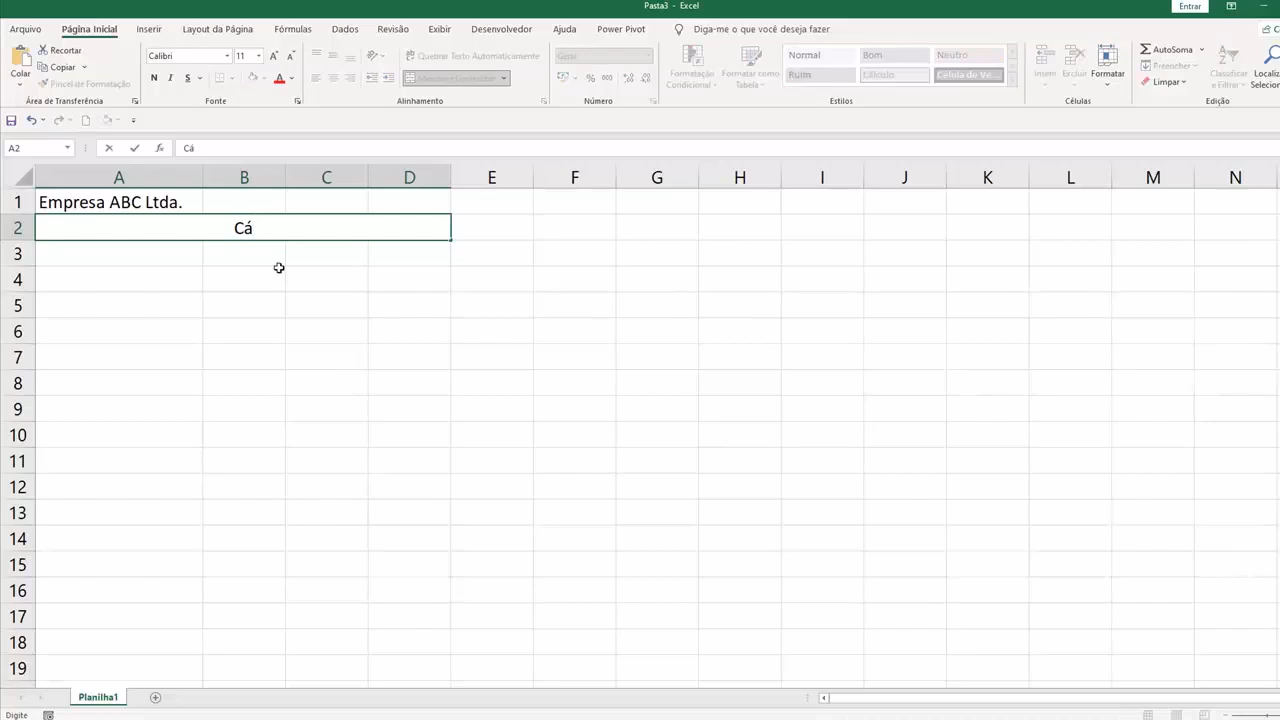 Pasta3 - Excel
Entrar
Arquivo Página Inicial Inserir Layout da Página Fórmulas Dados Revisão Exibir Desenvolvedor Ajuda Power Pivot Diga-me o que você deseja fazer
Colar
Recortar
Copiar
Pincel de Formatação
Área de Transferência
Calibri 11
N I S
Fonte
Quebrar Texto Automaticamente
Alinhamento
Geral
% 000
Número
Formatação Condicional
Formatar como Tabela
Normal Bom Neutro
Ruim Cálculo Célula de Ve...
Estilos
Inserir Excluir Formatar
Células
AutoSoma
Preencher
Limpar
Classificar e Filtrar
Localiza
Selecion
Edição
A2 fx Cá
A B C D E F G H I J K L M N
1 Empresa ABC Ltda.
2 Cá
3
4
5
6
7
8
9
10
11
12
13
14
15
16
17
18
19
Planilha1
Digite